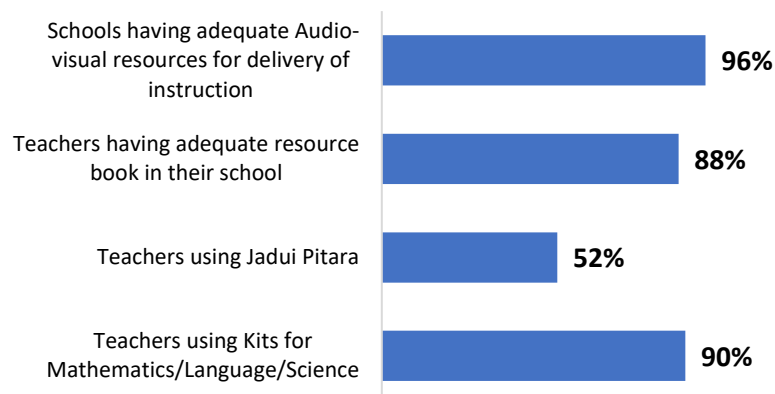 Schools having adequate Audio-
visual resources for delivery of
instruction
96%
Teachers having adequate resource
book in their school
88%
Teachers using Jadui Pitara
52%
Teachers using Kits for
Mathematics/Language/Science
90%